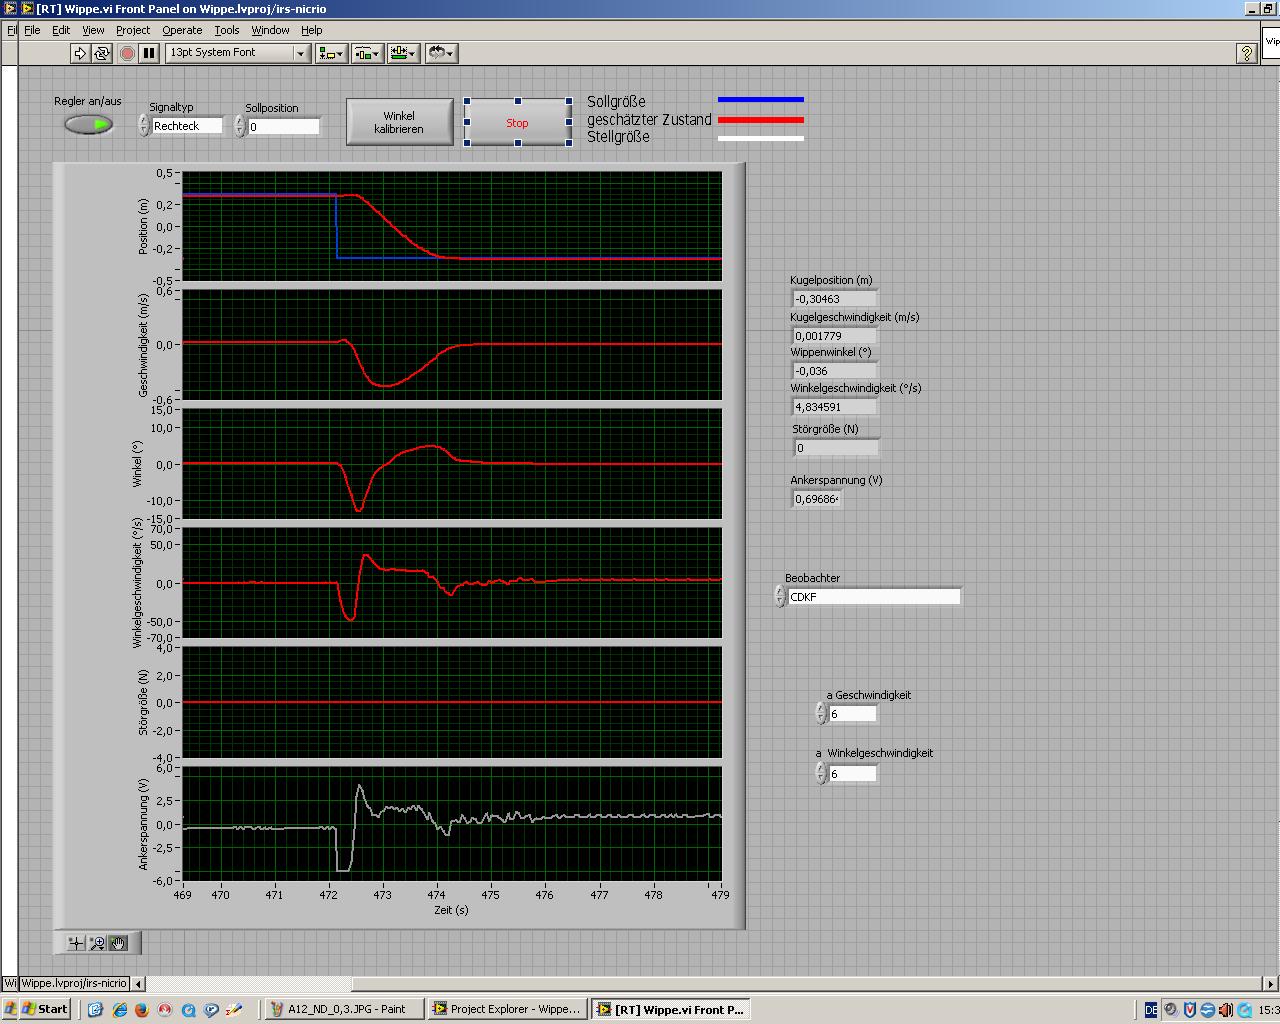 [RT] Wippe.vi Front Panel on Wippe.lvproj/irs-nicrio
File Edit View Project Operate Tools Window Help
13pt System Font
Wip
Regler an/aus
Signaltyp
Rechteck
Sollposition
0
Winkel
kalibrieren
Stop
Sollgröße
geschätzter Zustand
Stellgröße
Position (m)
0,5
0,2
0,0
-0,2
-0,5
Geschwindigkeit (m/s)
0,6
0,0
-0,6
Winkel (°)
15,0
10,0
0,0
-10,0
-15,0
Winkelgeschwindigkeit (°/s)
70,0
50,0
0,0
-50,0
-70,0
Störgröße (N)
4,0
2,0
0,0
-2,0
-4,0
Ankerspannung (V)
6,0
2,5
0,0
-2,5
-6,0
469 470 471 472 473 474 475 476 477 478 479
Zeit (s)
Kugelposition (m)
-0,30463
Kugelgeschwindigkeit (m/s)
0,001779
Wippenwinkel (°)
-0,036
Winkelgeschwindigkeit (°/s)
4,834591
Störgröße (N)
0
Ankerspannung (V)
0,69686
Beobachter
CDKF
a Geschwindigkeit
6
a Winkelgeschwindigkeit
6
Wi Wippe.lvproj/irs-nicrio
Start
A12_ND_0,3.JPG - Paint
Project Explorer - Wippe...
[RT] Wippe.vi Front P...
DE
15:3